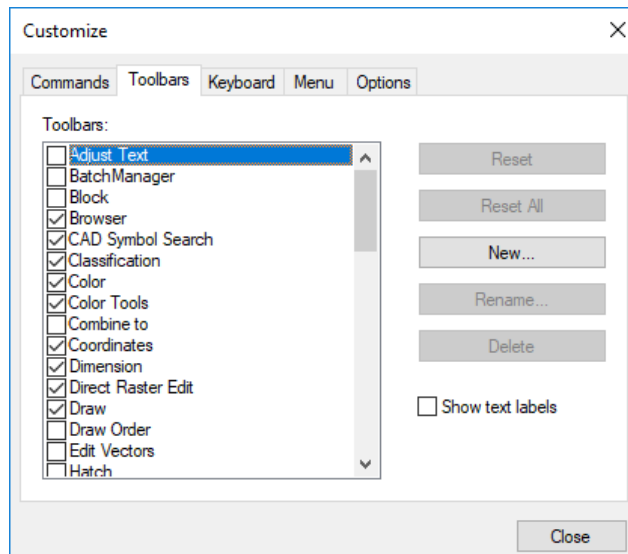 Customize
Commands Toolbars Keyboard Menu Options
Toolbars:
Adjust Text
BatchManager
Block
Browser
CAD Symbol Search
Classification
Color
Color Tools
Combine to
Coordinates
Dimension
Direct Raster Edit
Draw
Draw Order
Edit Vectors
Hatch
Reset
Reset All
New...
Rename...
Delete
Show text labels
Close